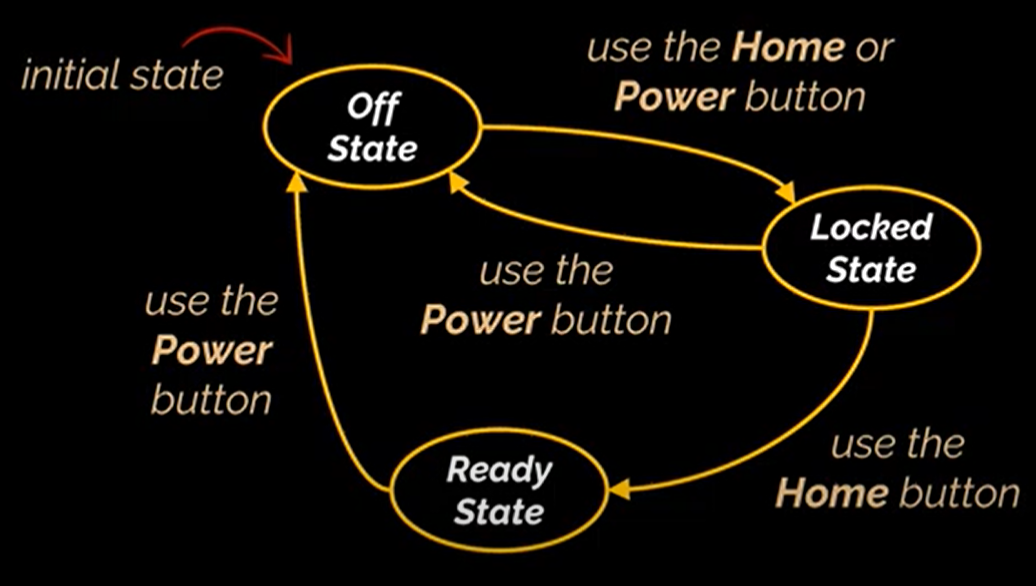 initial state
Off
State
use the Home or
Power button
Locked
State
use the
Power button
use the
Power
button
Ready
State
use the
Home button